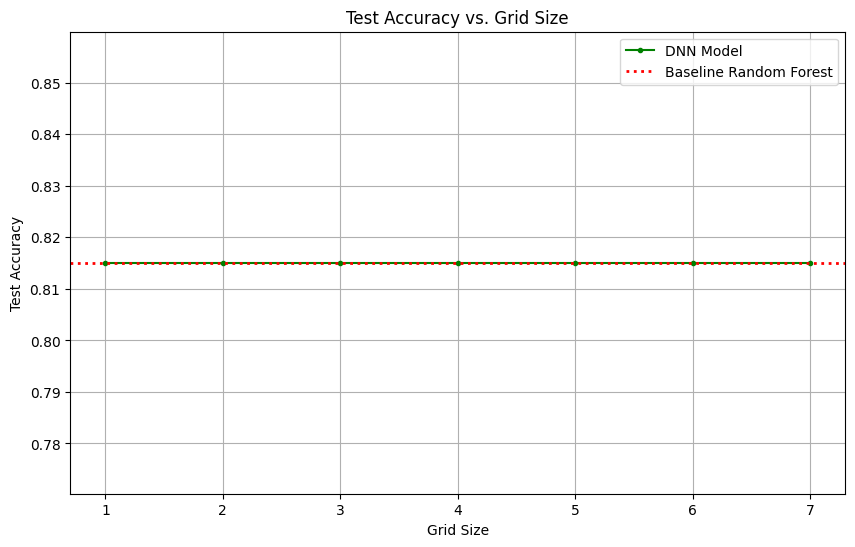 Test Accuracy vs. Grid Size
DNN Model
Baseline Random Forest
Test Accuracy
0.85
0.84
0.83
0.82
0.81
0.80
0.79
0.78
1 2 3 4 5 6 7
Grid Size